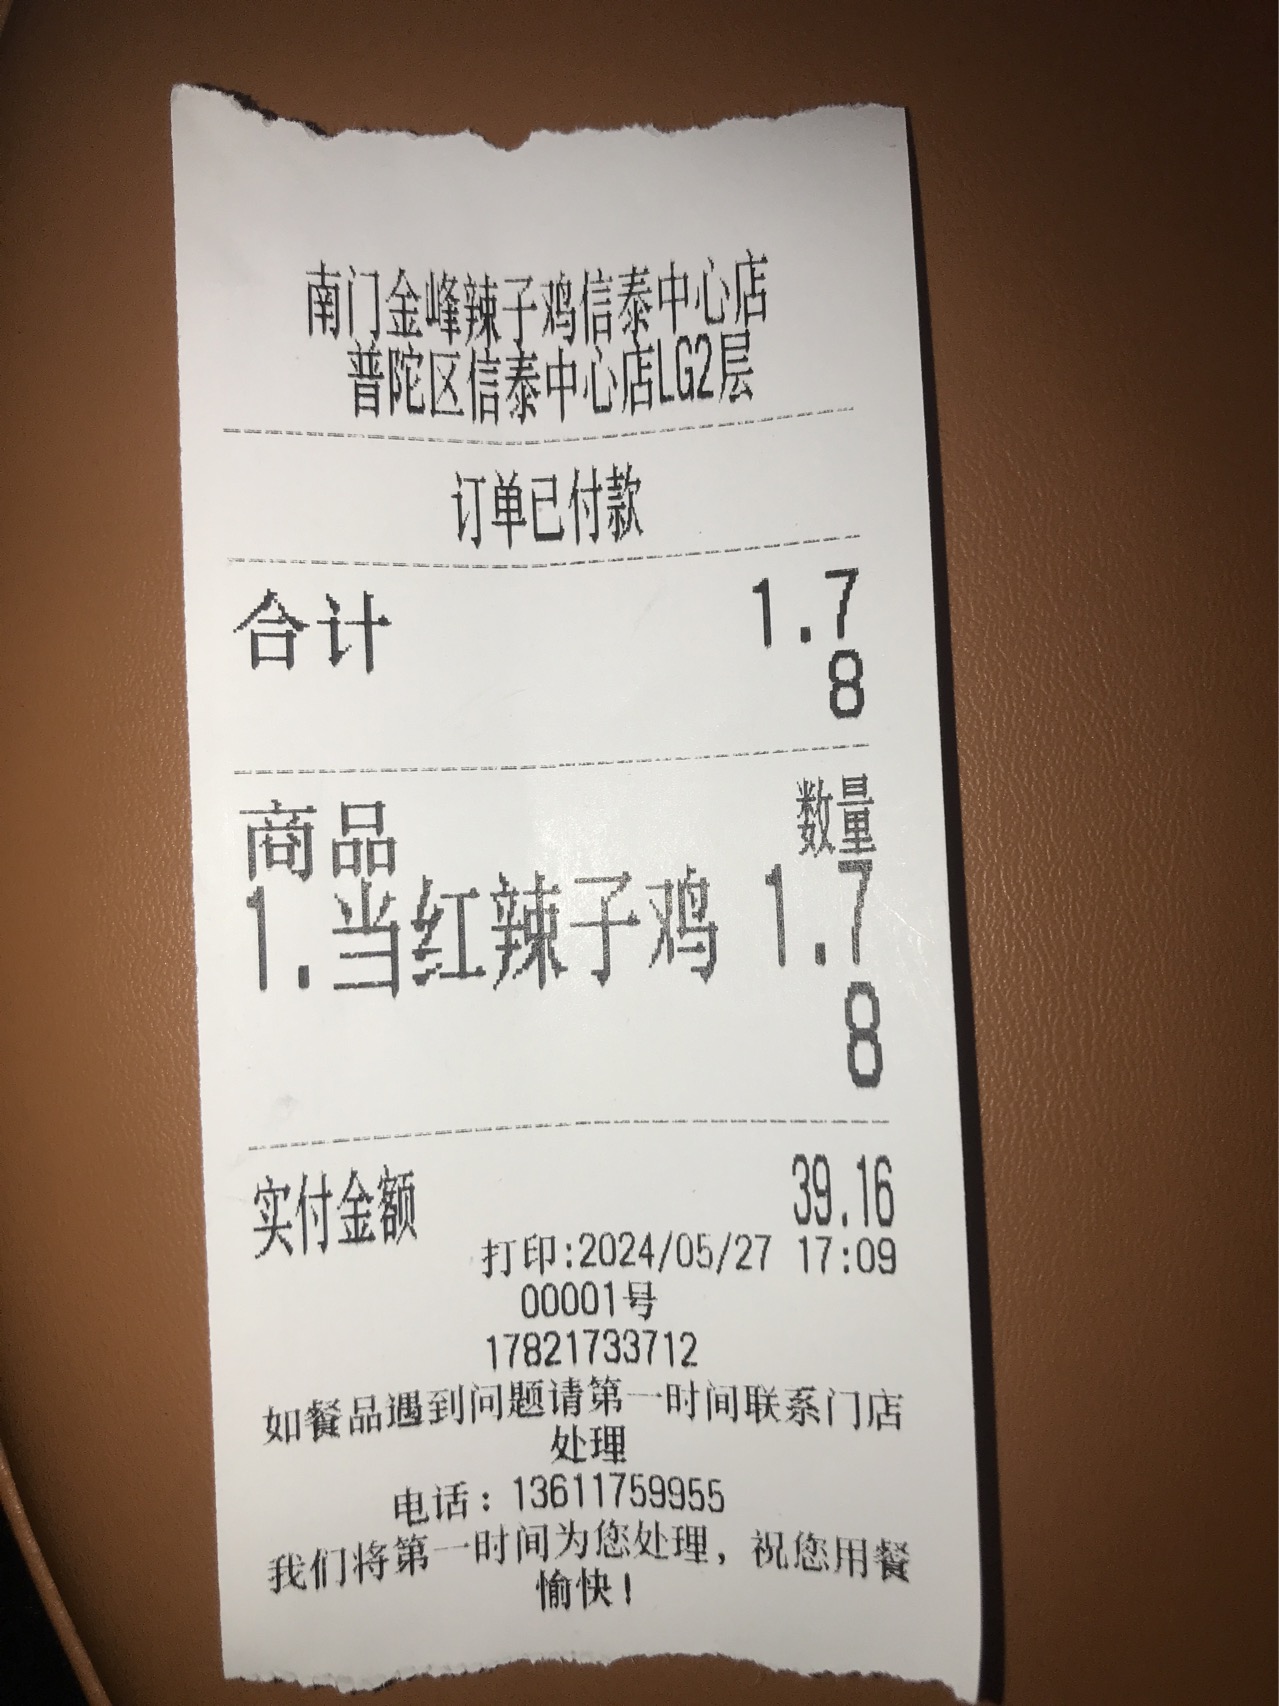 南门金峰辣子鸡信泰中心店
普陀区信泰中心店LG2层
订单已付款
合计 1.7
8
商品 数量
1.当红辣子鸡 1.7
8
实付金额 39.16
打印:2024/05/27 17:09
00001号
17821733712
如餐品遇到问题请第一时间联系门店
处理
电话：13611759955
我们将第一时间为您处理，祝您用餐
愉快！